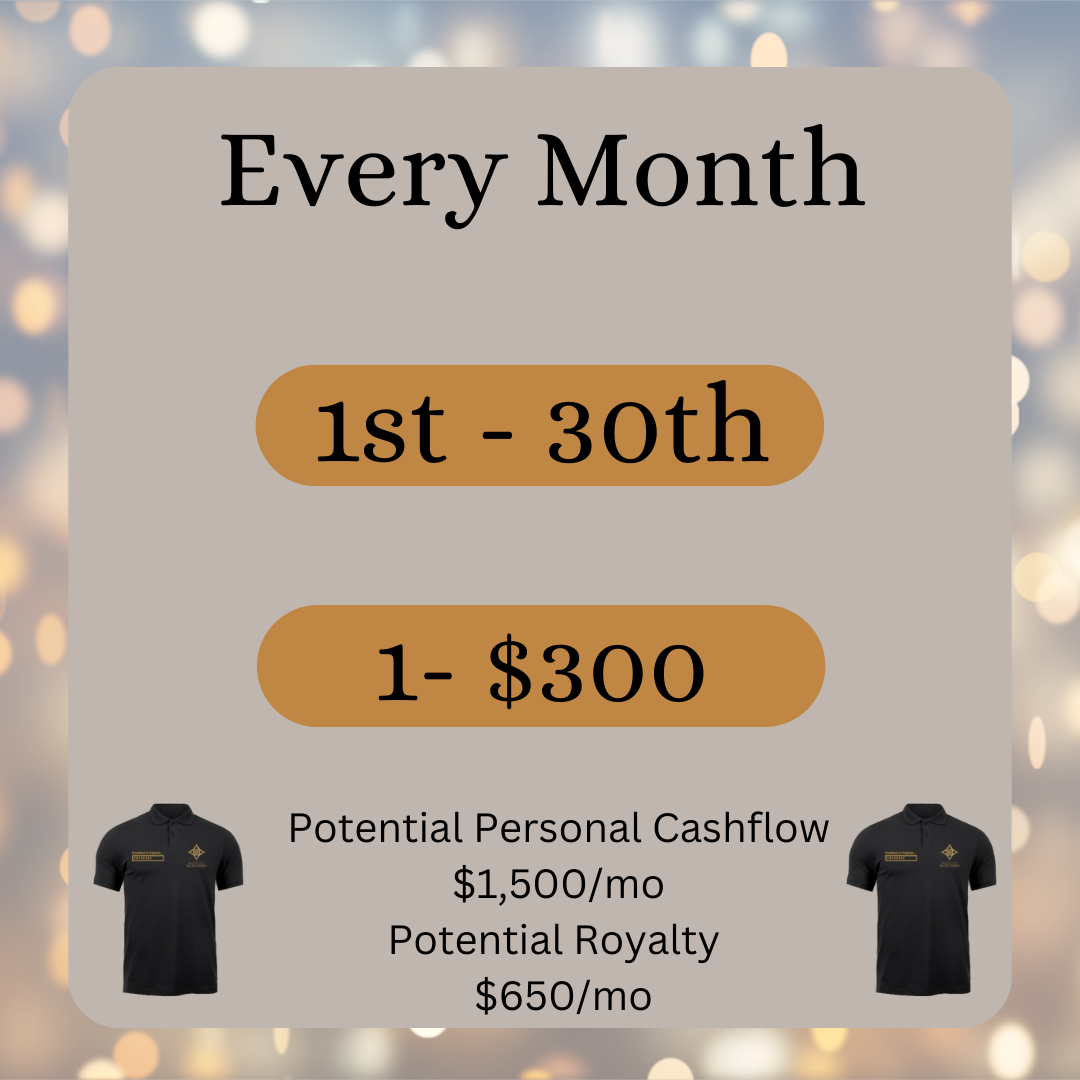 Every Month
1st - 30th
1- $300
Potential Personal Cashflow
$1,500/mo
Potential Royalty
$650/mo